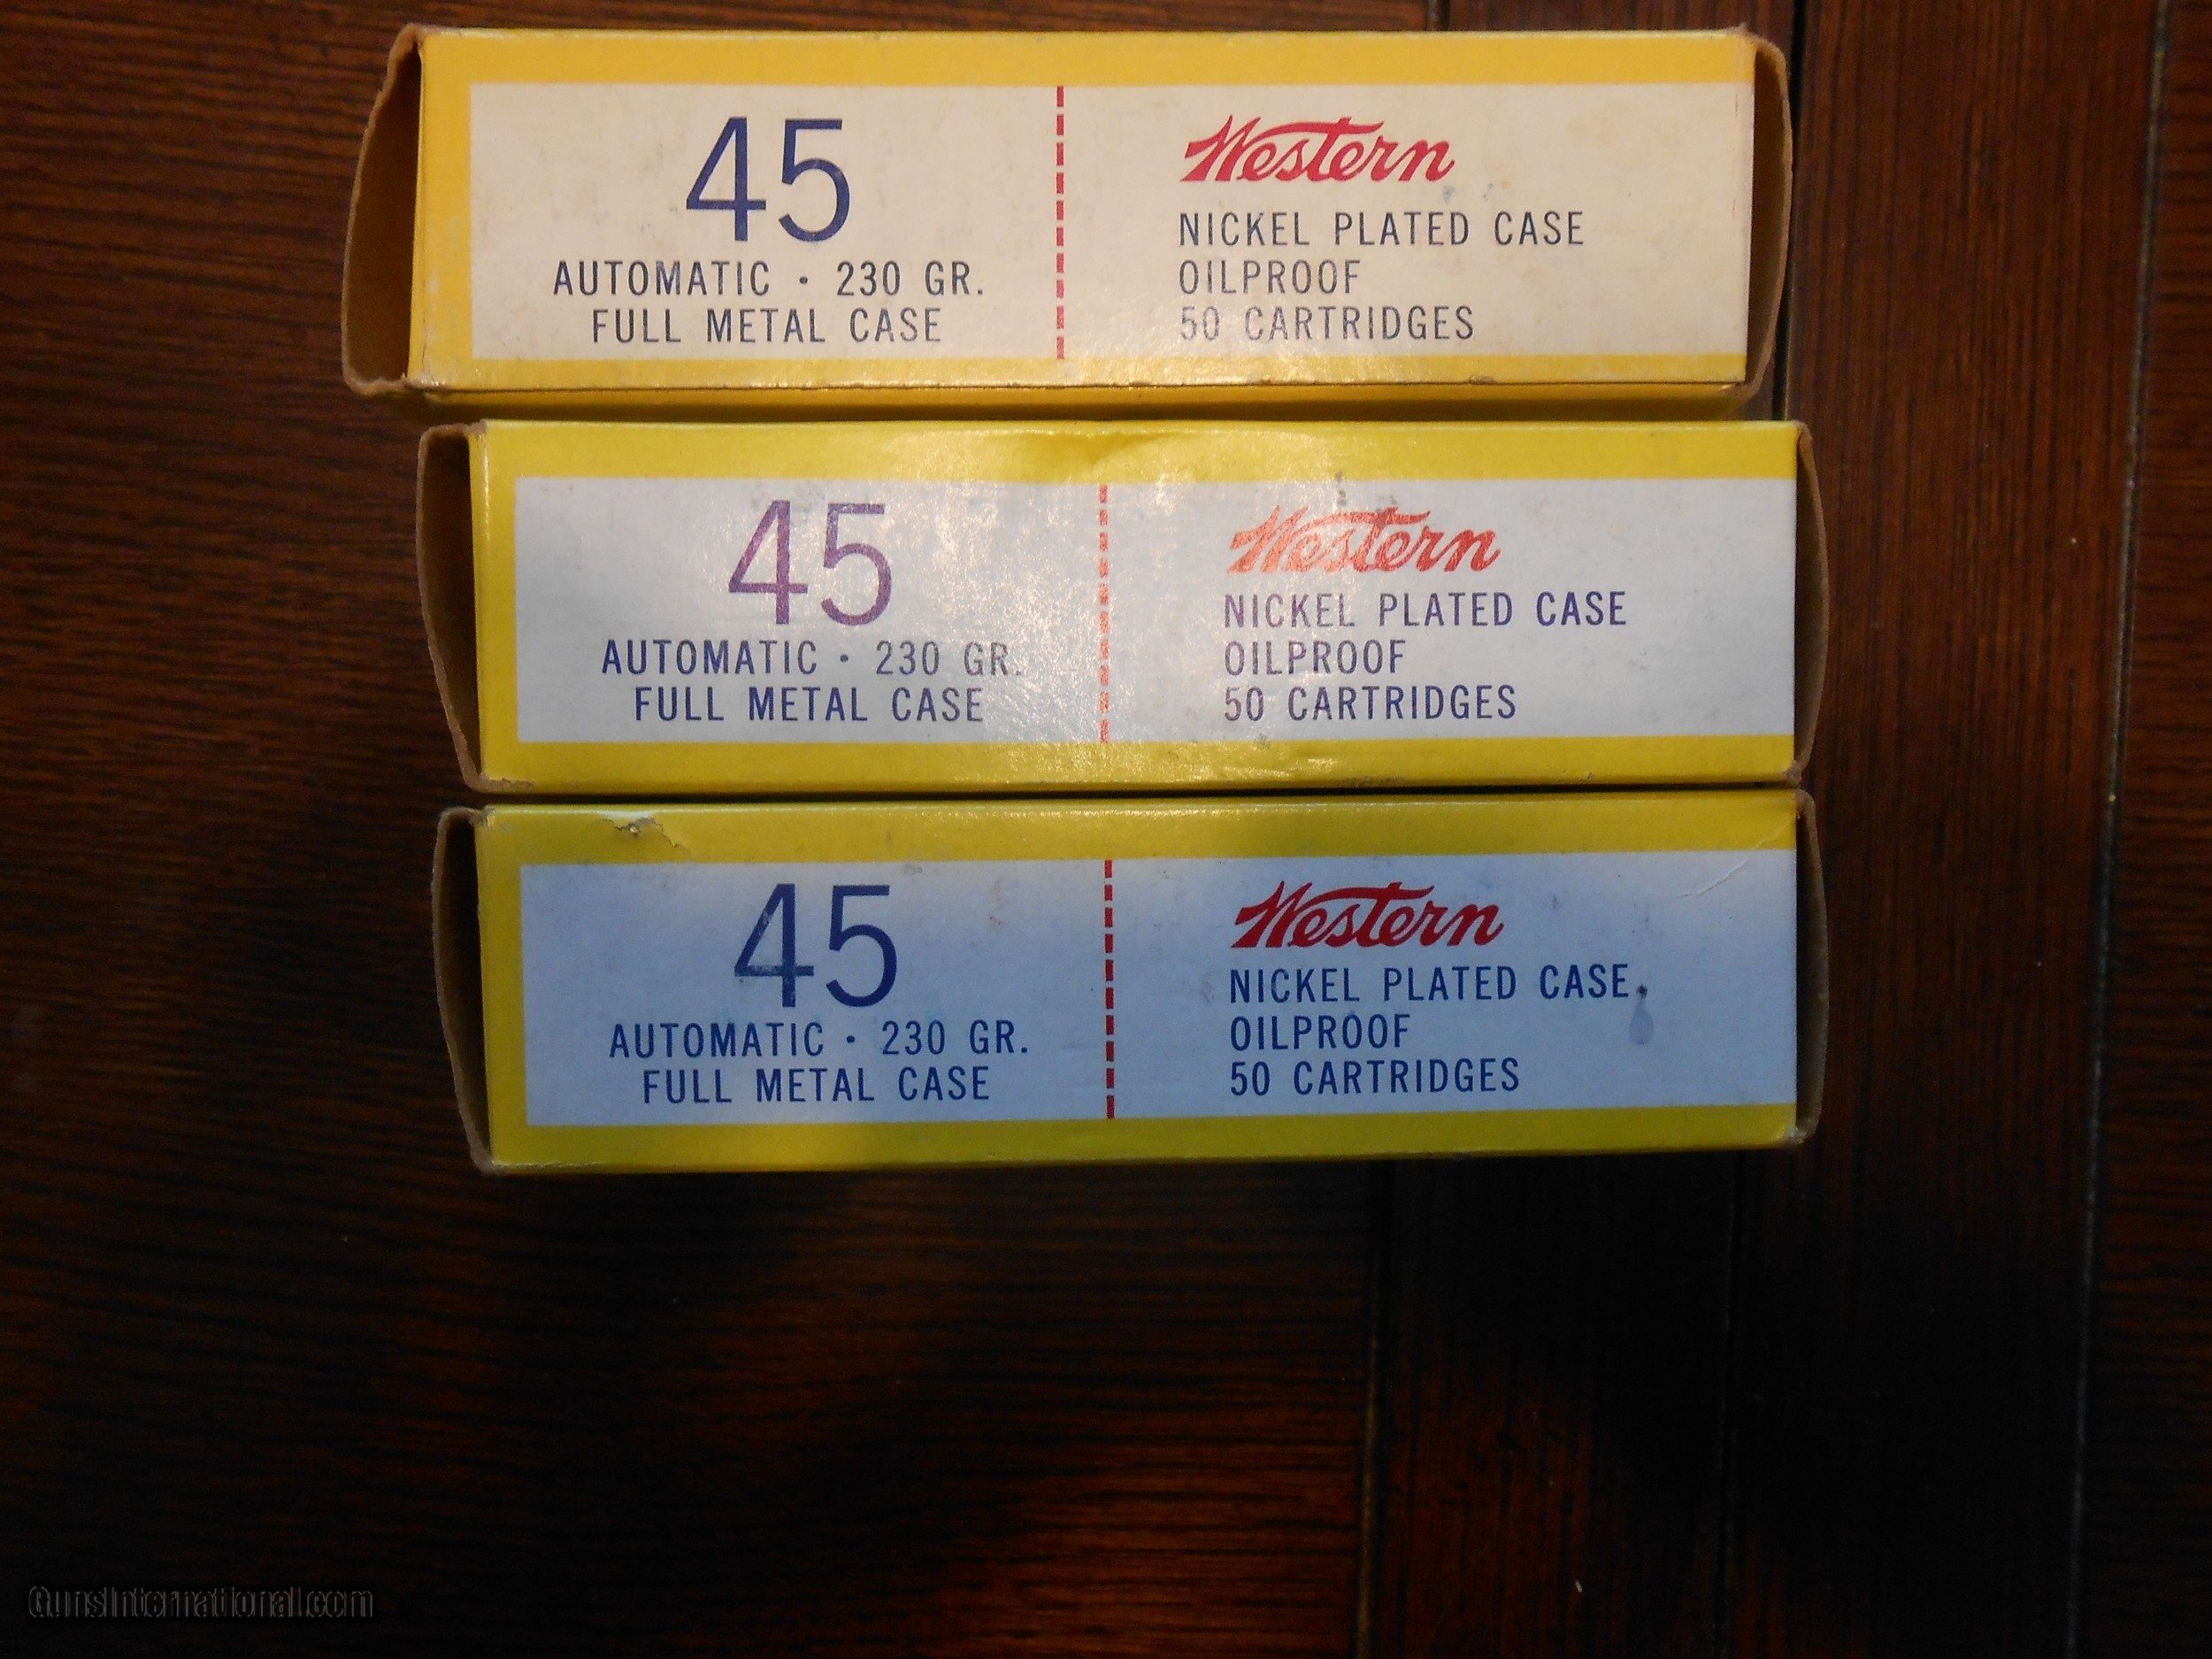 45
AUTOMATIC · 230 GR.
FULL METAL CASE
Western
NICKEL PLATED CASE
OILPROOF
50 CARTRIDGES
45
AUTOMATIC · 230 GR.
FULL METAL CASE
Western
NICKEL PLATED CASE
OILPROOF
50 CARTRIDGES
45
AUTOMATIC · 230 GR.
FULL METAL CASE
Western
NICKEL PLATED CASE
OILPROOF
50 CARTRIDGES
GunsInternational.com